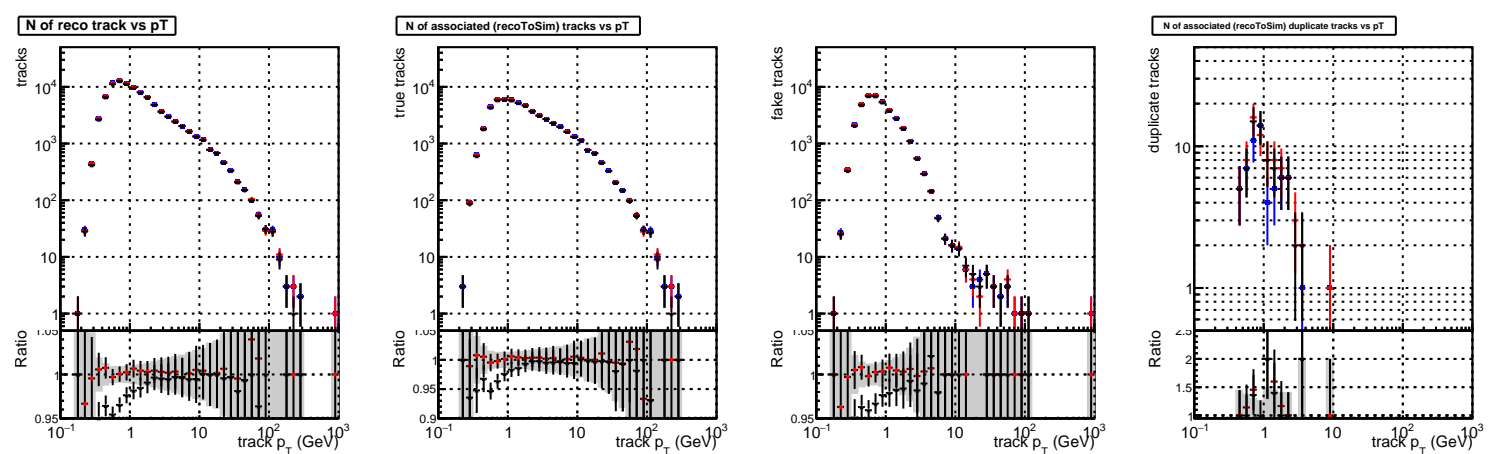 N of reco track vs pT
N of associated (recoToSim) tracks vs pT
N of associated (recoToSim) duplicate tracks vs pT
tracks
10⁴
10³
10²
10
1
Ratio
1.05
1
0.95
10⁻¹ 1 10 10² 10³
track p_T (GeV)
true tracks
10⁴
10³
10²
10
1
Ratio
1.05
1
0.95
0.9
10⁻¹ 1 10 10² 10³
track p_T (GeV)
fake tracks
10⁴
10³
10²
10
1
Ratio
1.05
1
0.95
10⁻¹ 1 10 10² 10³
track p_T (GeV)
duplicate tracks
10
1
Ratio
2.5
2
1.5
1
10⁻¹ 1 10 10² 10³
track p_T (GeV)